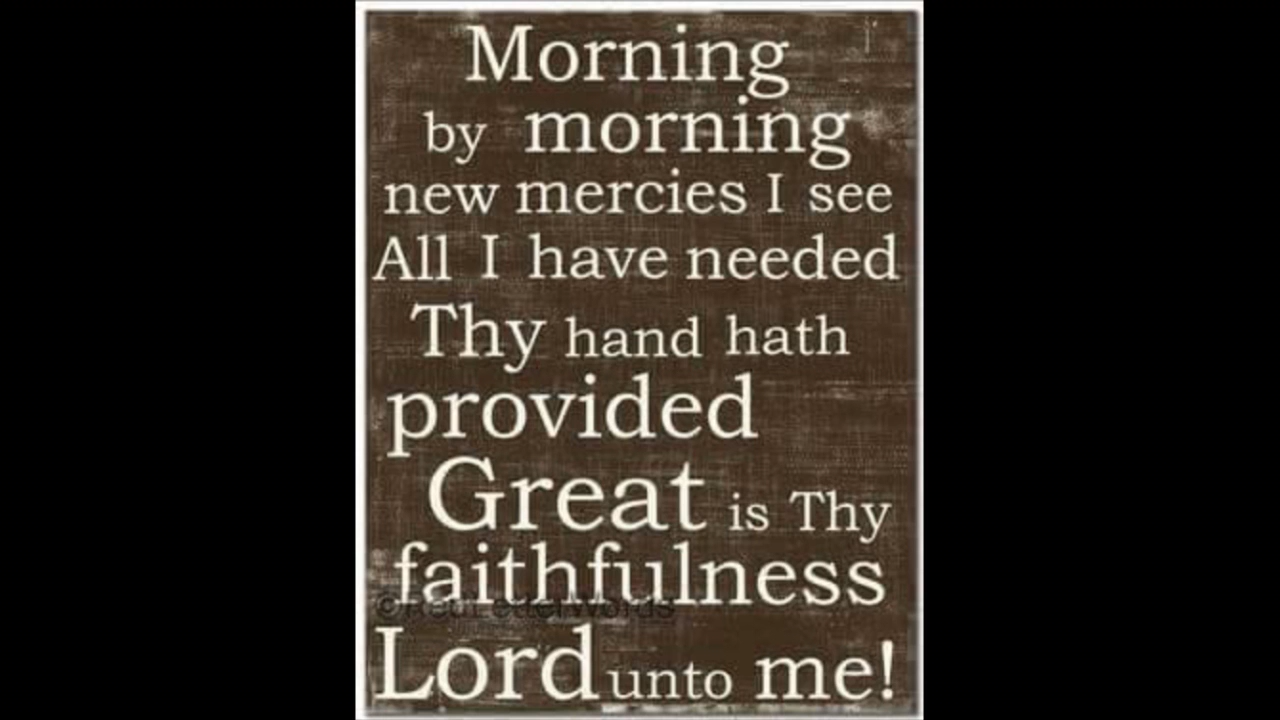 Morning
by morning
new mercies I see
All I have needed
Thy hand hath
provided
Great is Thy
faithfulness
©RedLetterWords
Lord unto me!